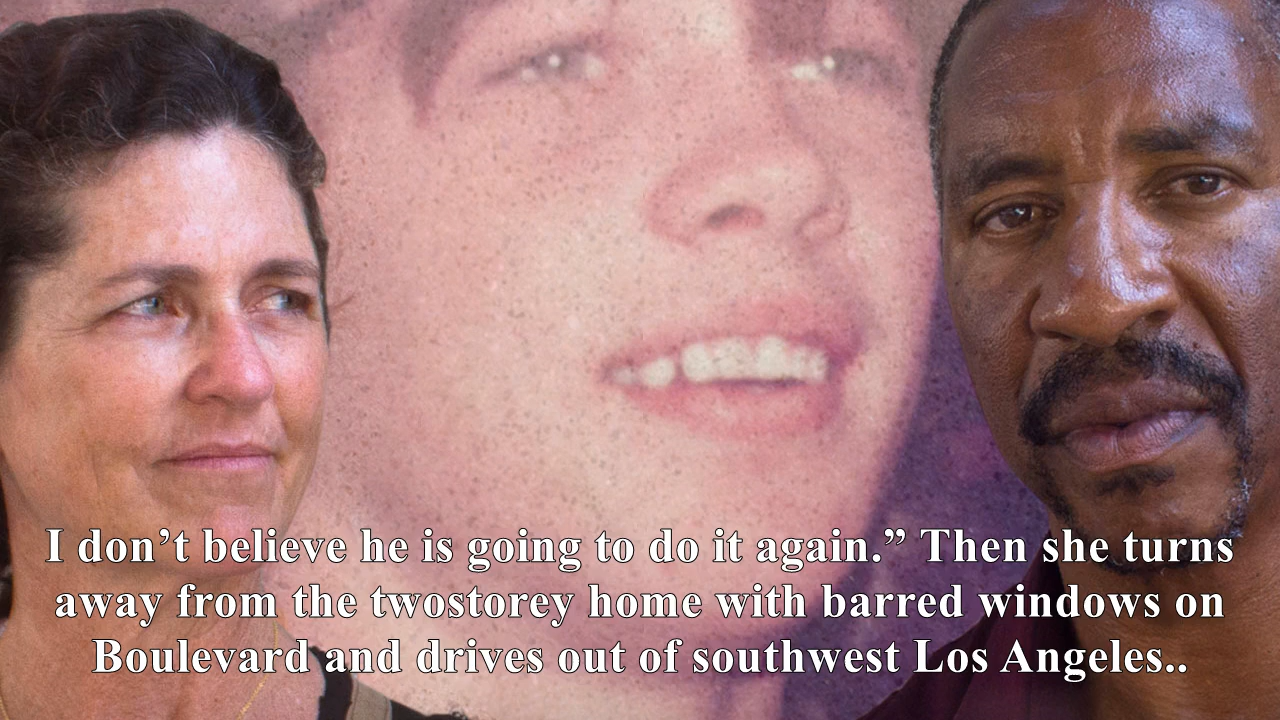 I don’t believe he is going to do it again.” Then she turns
away from the twostorey home with barred windows on
Boulevard and drives out of southwest Los Angeles..